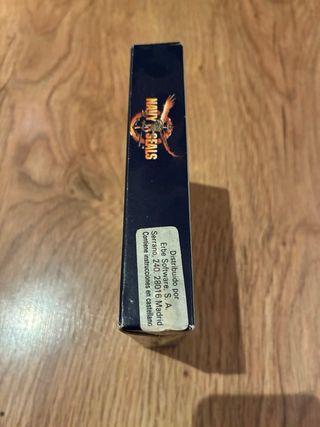 NAVY SEALS
Distribuido por
Erbe Software, S. A.
Serrano, 240. 28016 Madrid
Contiene instrucciones en castellano